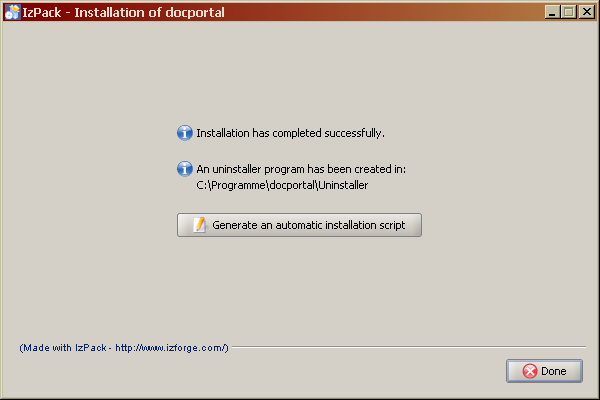 IzPack - Installation of docportal
Installation has completed successfully.
An uninstaller program has been created in:
C:\Programme\docportal\Uninstaller
Generate an automatic installation script
(Made with IzPack - http://www.izforge.com/)
Done